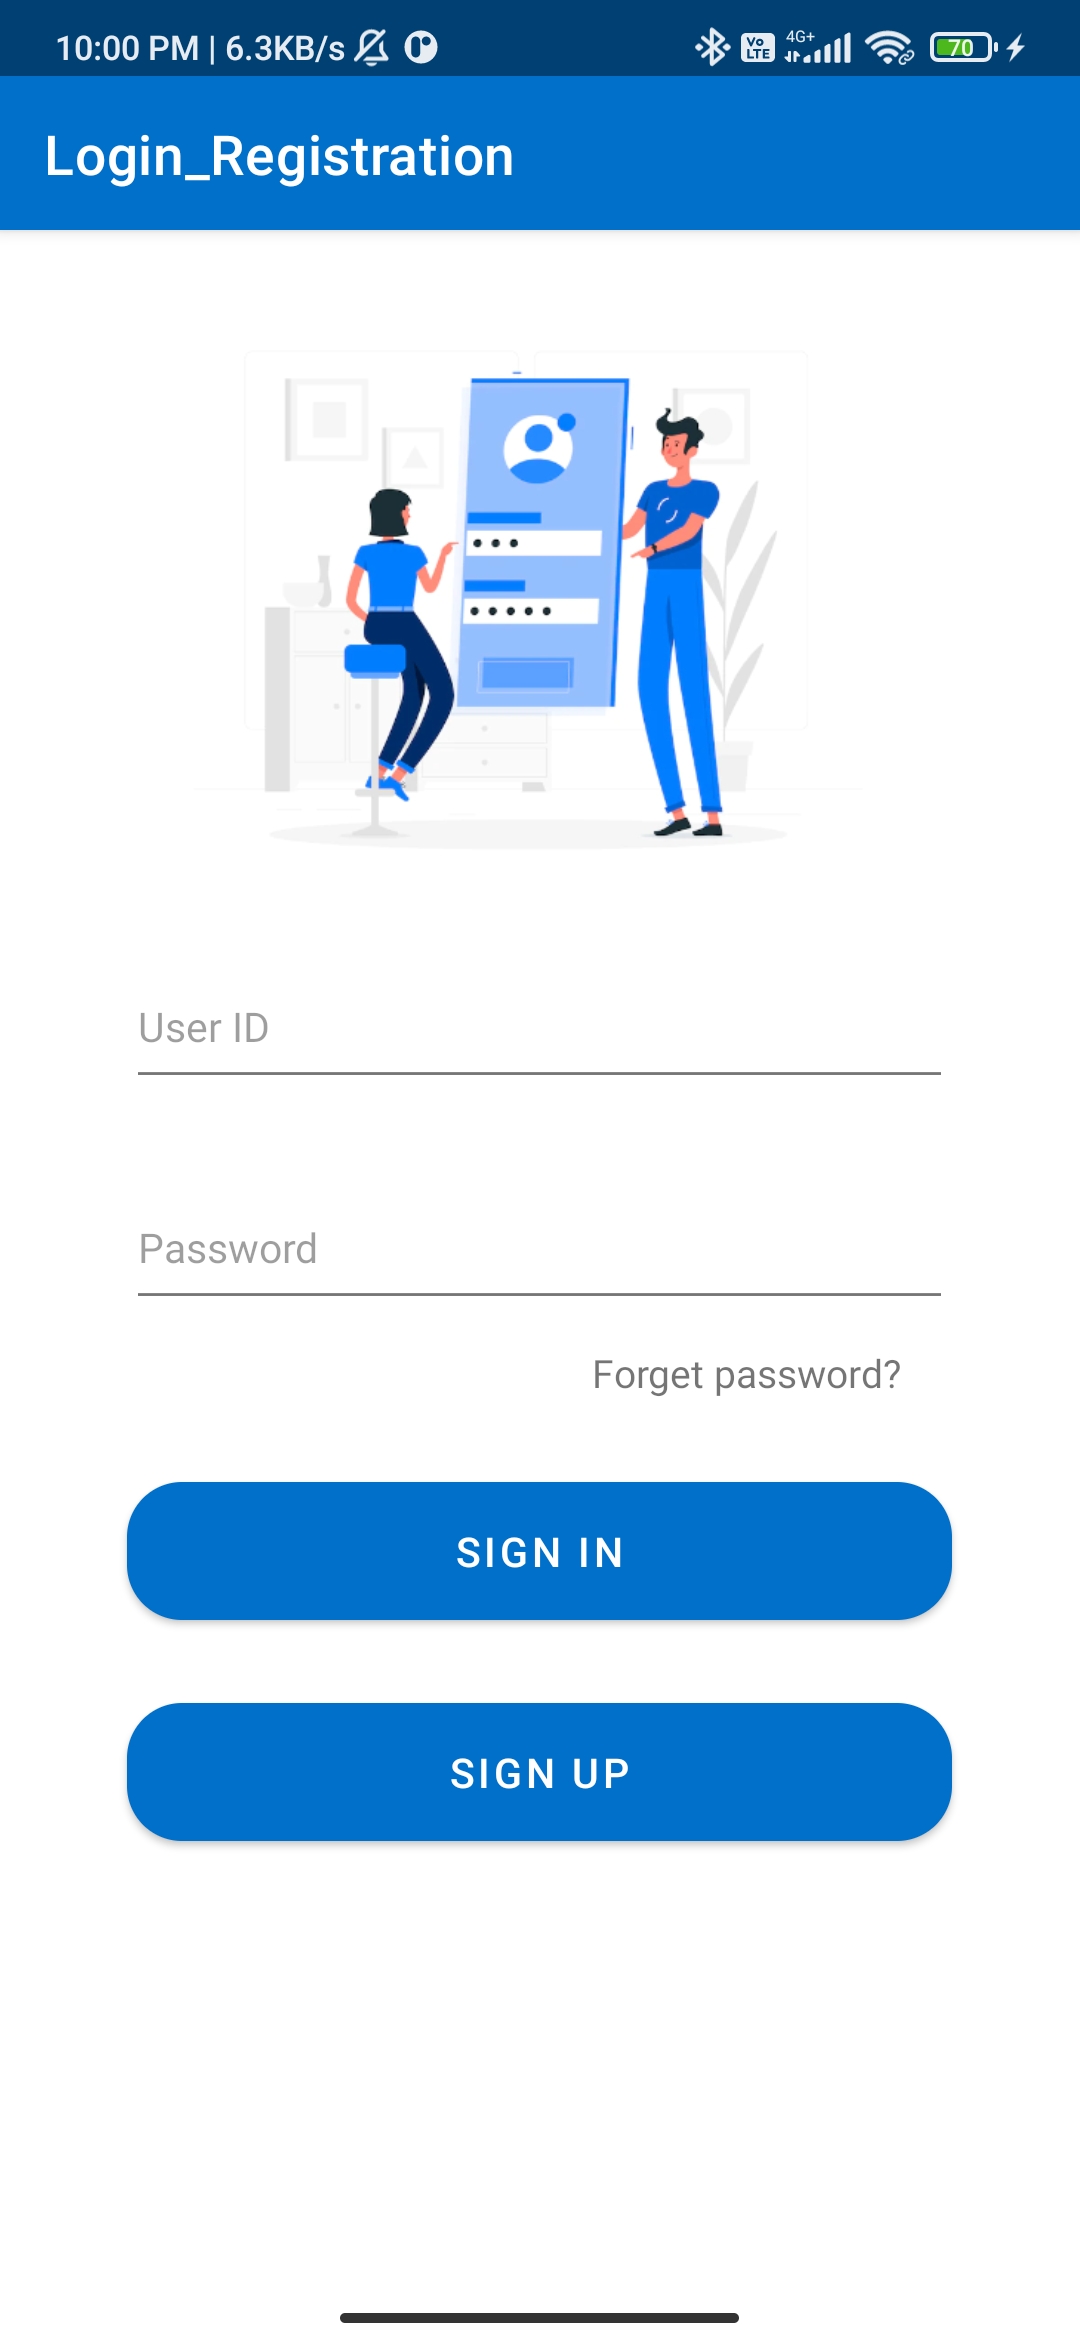 10:00 PM | 6.3KB/s Vo LTE 4G+ 70
Login_Registration
User ID
Password
Forget password?
SIGN IN
SIGN UP